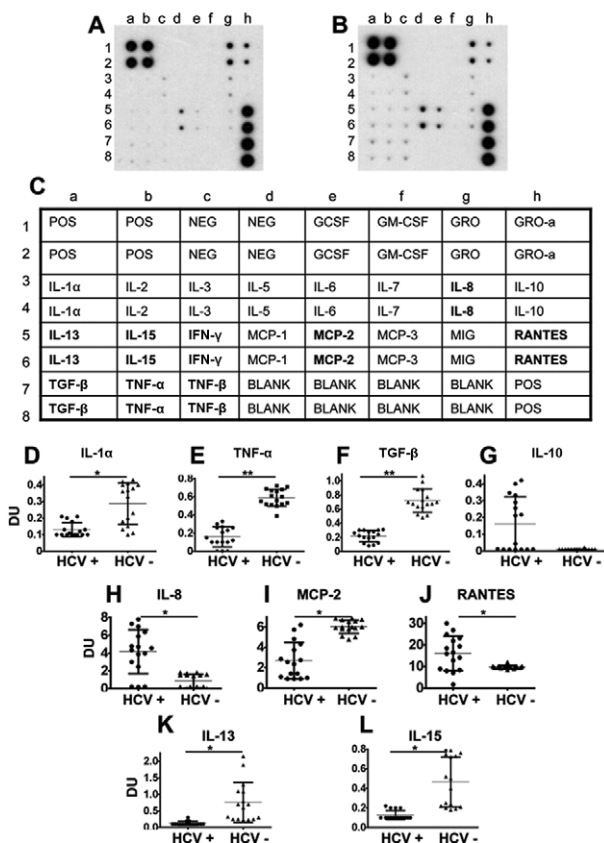 A
a b c d e f g h
1
2
3
4
5
6
7
8
B
a b c d e f g h
1
2
3
4
5
6
7
8
C
a b c d e f g h
1 POS POS NEG NEG GCSF GM-CSF GRO GRO-a
2 POS POS NEG NEG GCSF GM-CSF GRO GRO-a
3 IL-1α IL-2 IL-3 IL-5 IL-6 IL-7 IL-8 IL-10
4 IL-1α IL-2 IL-3 IL-5 IL-6 IL-7 IL-8 IL-10
5 IL-13 IL-15 IFN-γ MCP-1 MCP-2 MCP-3 MIG RANTES
6 IL-13 IL-15 IFN-γ MCP-1 MCP-2 MCP-3 MIG RANTES
7 TGF-β TNF-α TNF-β BLANK BLANK BLANK BLANK POS
8 TGF-β TNF-α TNF-β BLANK BLANK BLANK BLANK POS
D IL-1α
*
DU
0.4
0.3
0.2
0.1
0
HCV + HCV -
E TNF-α
**
0.8
0.6
0.4
0.2
0
HCV + HCV -
F TGF-β
**
1.2
1.0
0.8
0.6
0.4
0.2
0
HCV + HCV -
G IL-10
0.4
0.3
0.2
0.1
0
HCV + HCV -
H IL-8
*
DU
8
6
4
2
0
HCV + HCV -
I MCP-2
*
6
4
2
0
HCV + HCV -
J RANTES
*
30
20
10
0
HCV + HCV -
K IL-13
*
DU
2.0
1.5
1.0
0.5
0
HCV + HCV -
L IL-15
*
0.8
0.6
0.4
0.2
0
HCV + HCV -